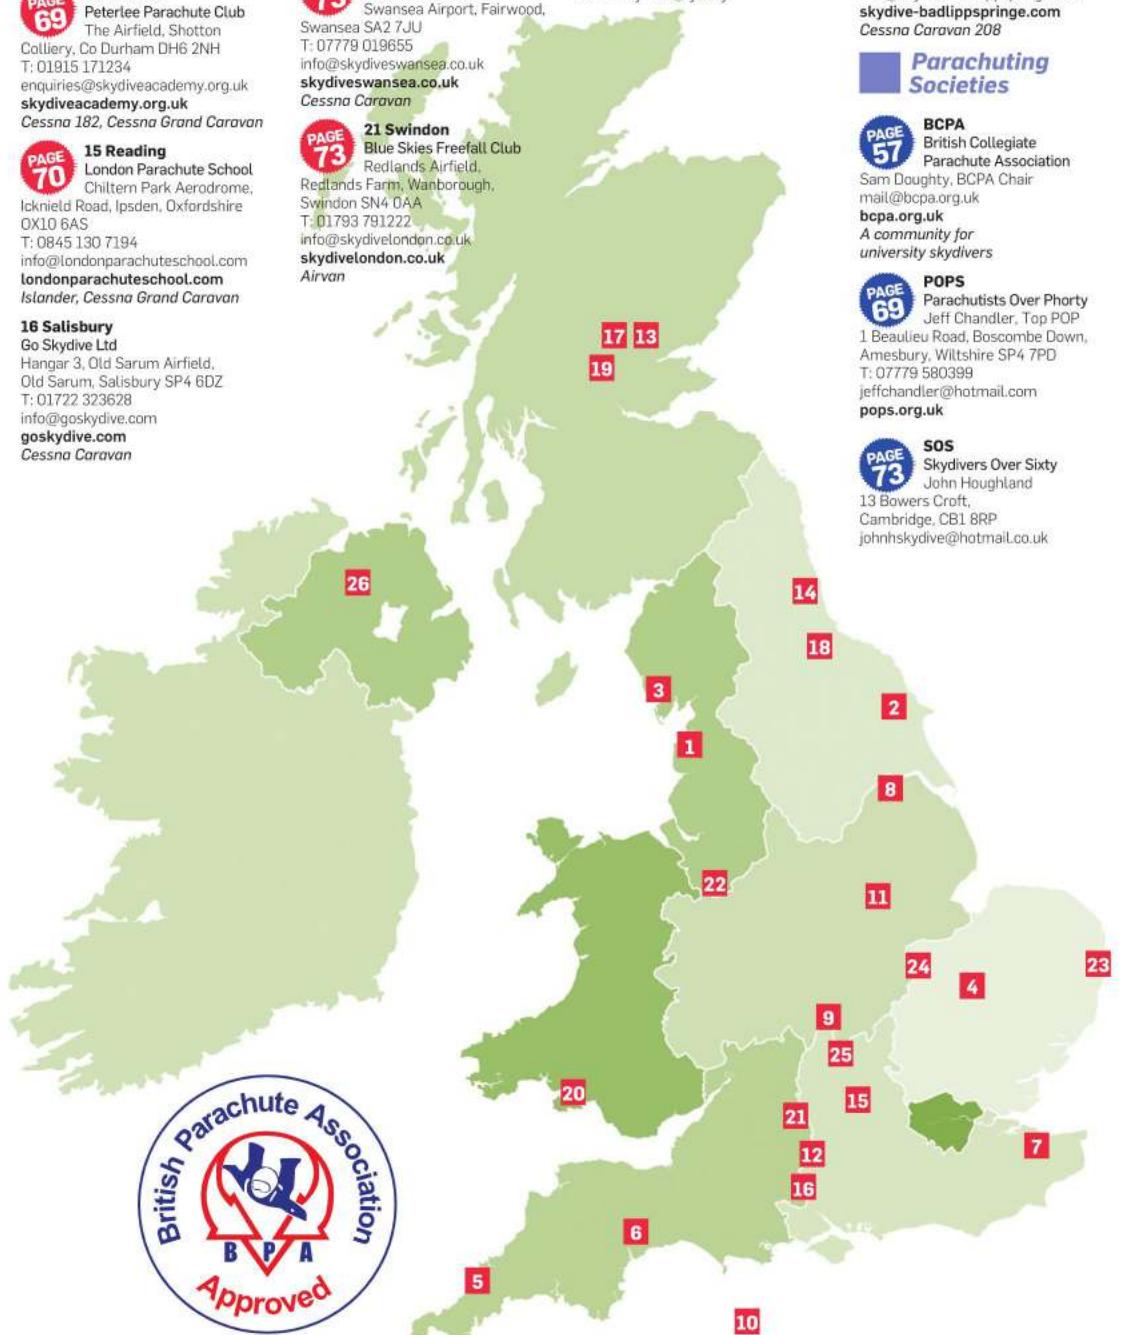 PAGE
69
Peterlee Parachute Club
The Airfield, Shotton
Colliery, Co Durham DH6 2NH
T: 01915 171234
enquiries@skydiveacademy.org.uk
skydiveacademy.org.uk
Cessna 182, Cessna Grand Caravan
PAGE
70
15 Reading
London Parachute School
Chiltern Park Aerodrome,
Icknield Road, Ipsden, Oxfordshire
OX10 6AS
T: 0845 130 7194
info@londonparachuteschool.com
londonparachuteschool.com
Islander, Cessna Grand Caravan
16 Salisbury
Go Skydive Ltd
Hangar 3, Old Sarum Airfield,
Old Sarum, Salisbury SP4 6DZ
T: 01722 323628
info@goskydive.com
goskydive.com
Cessna Caravan
73
Swansea Airport, Fairwood,
Swansea SA2 7JU
T: 07779 019655
info@skydiveswansea.co.uk
skydiveswansea.co.uk
Cessna Caravan
PAGE
73
21 Swindon
Blue Skies Freefall Club
Redlands Airfield,
Redlands Farm, Wanborough,
Swindon SN4 0AA
T: 01793 791222
info@skydivelondon.co.uk
skydivelondon.co.uk
Airvan
skydive-badlippspringe.com
Cessna Caravan 208
Parachuting
Societies
PAGE
57
BCPA
British Collegiate
Parachute Association
Sam Doughty, BCPA Chair
mail@bcpa.org.uk
bcpa.org.uk
A community for
university skydivers
PAGE
69
POPS
Parachutists Over Phorty
Jeff Chandler, Top POP
1 Beaulieu Road, Boscombe Down,
Amesbury, Wiltshire SP4 7PD
T: 07779 580399
jeffchandler@hotmail.com
pops.org.uk
PAGE
73
SOS
Skydivers Over Sixty
John Houghland
13 Bowers Croft,
Cambridge, CB1 8RP
johnhskydive@hotmail.co.uk
17 13
19
26
14
18
3
2
1
8
22
11
24
23
4
9
25
20
15
21
7
12
16
6
5
10
British Parachute Association
B P A
Approved